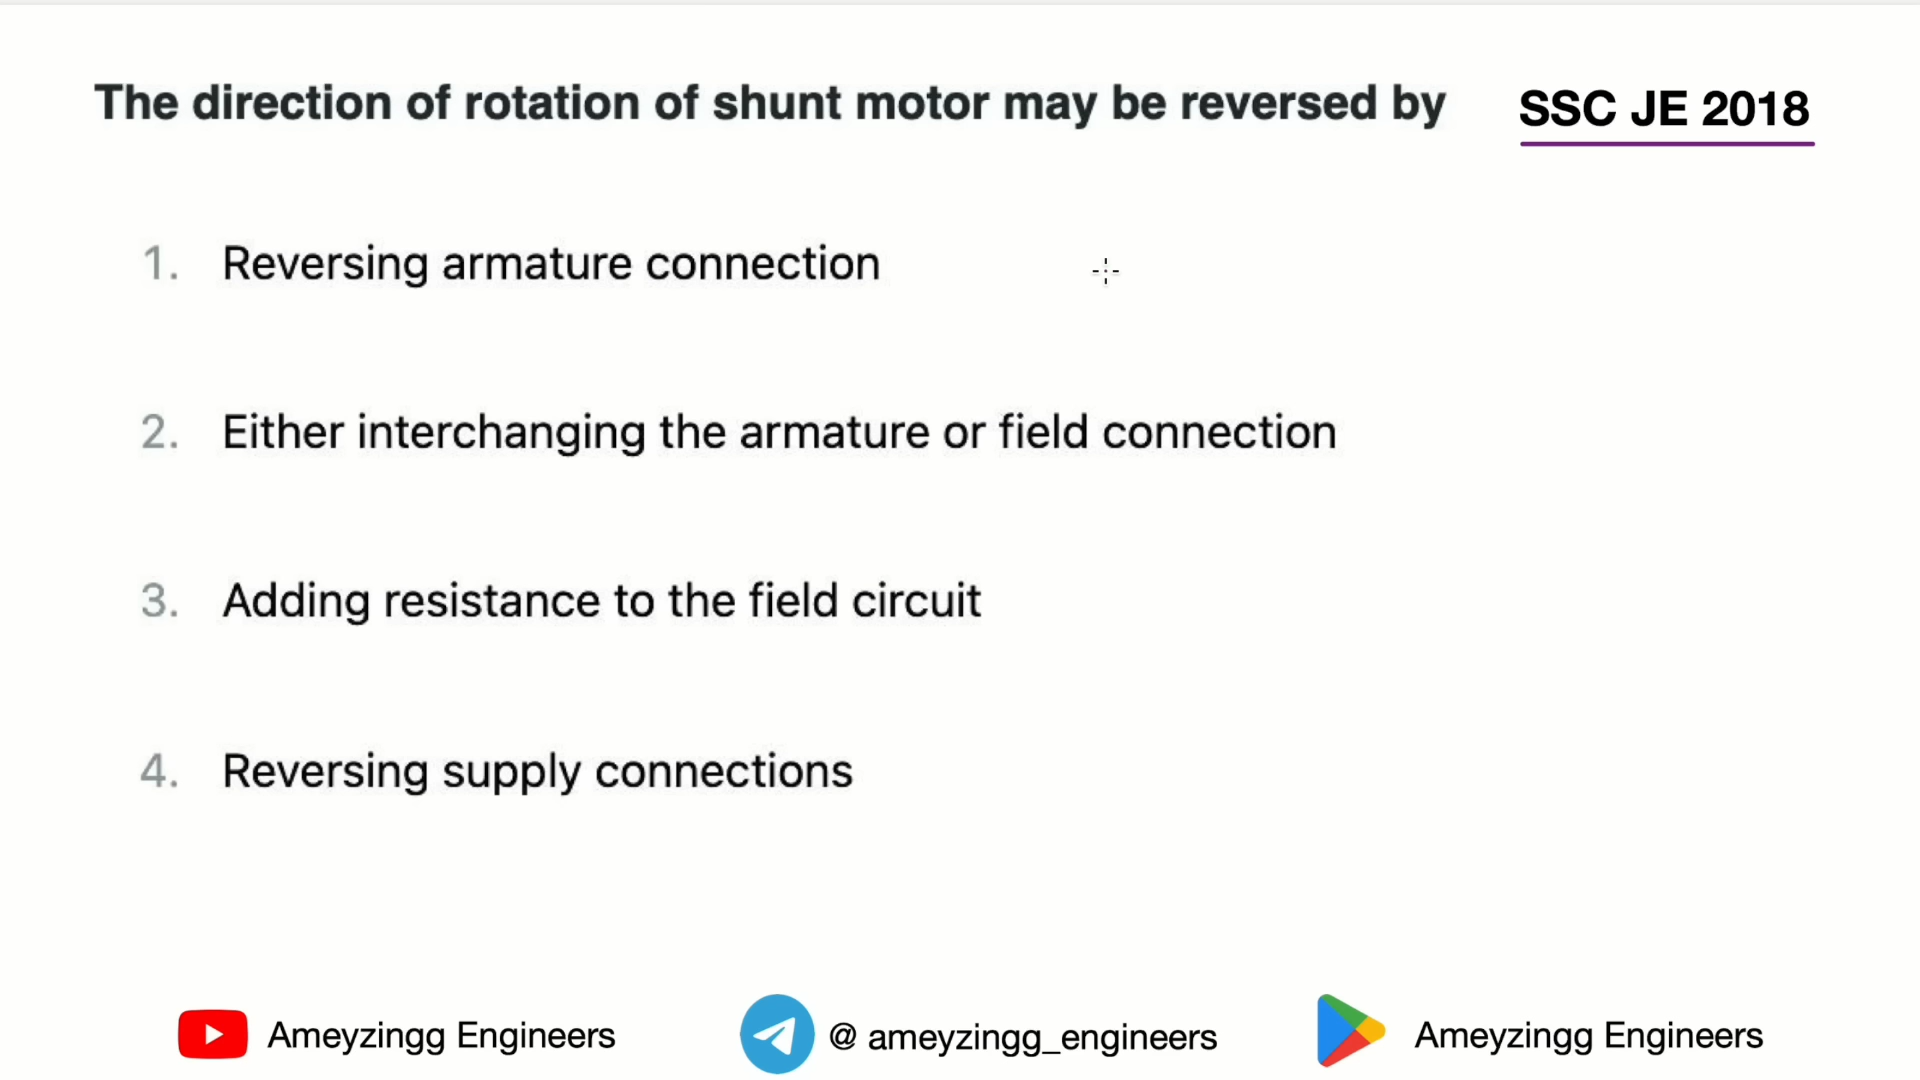 The direction of rotation of shunt motor may be reversed by
SSC JE 2018
1. Reversing armature connection
2. Either interchanging the armature or field connection
3. Adding resistance to the field circuit
4. Reversing supply connections
Ameyzingg Engineers
@ ameyzingg_engineers
Ameyzingg Engineers